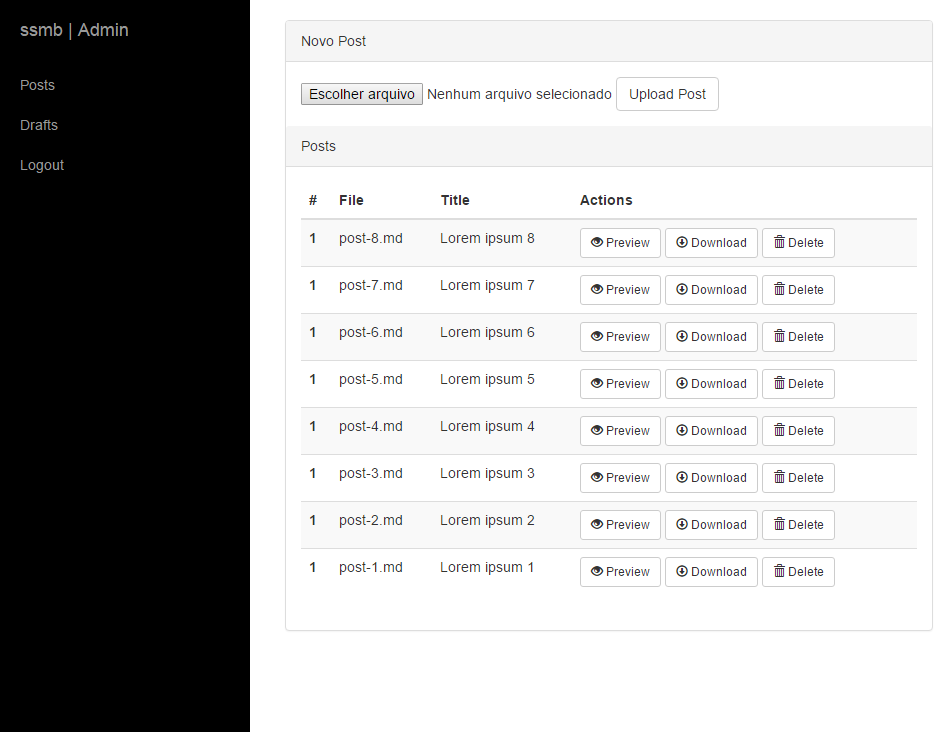 ssmb | Admin
Posts
Drafts
Logout
Novo Post
Escolher arquivo Nenhum arquivo selecionado Upload Post
Posts
# File Title Actions
1 post-8.md Lorem ipsum 8 Preview Download Delete
1 post-7.md Lorem ipsum 7 Preview Download Delete
1 post-6.md Lorem ipsum 6 Preview Download Delete
1 post-5.md Lorem ipsum 5 Preview Download Delete
1 post-4.md Lorem ipsum 4 Preview Download Delete
1 post-3.md Lorem ipsum 3 Preview Download Delete
1 post-2.md Lorem ipsum 2 Preview Download Delete
1 post-1.md Lorem ipsum 1 Preview Download Delete